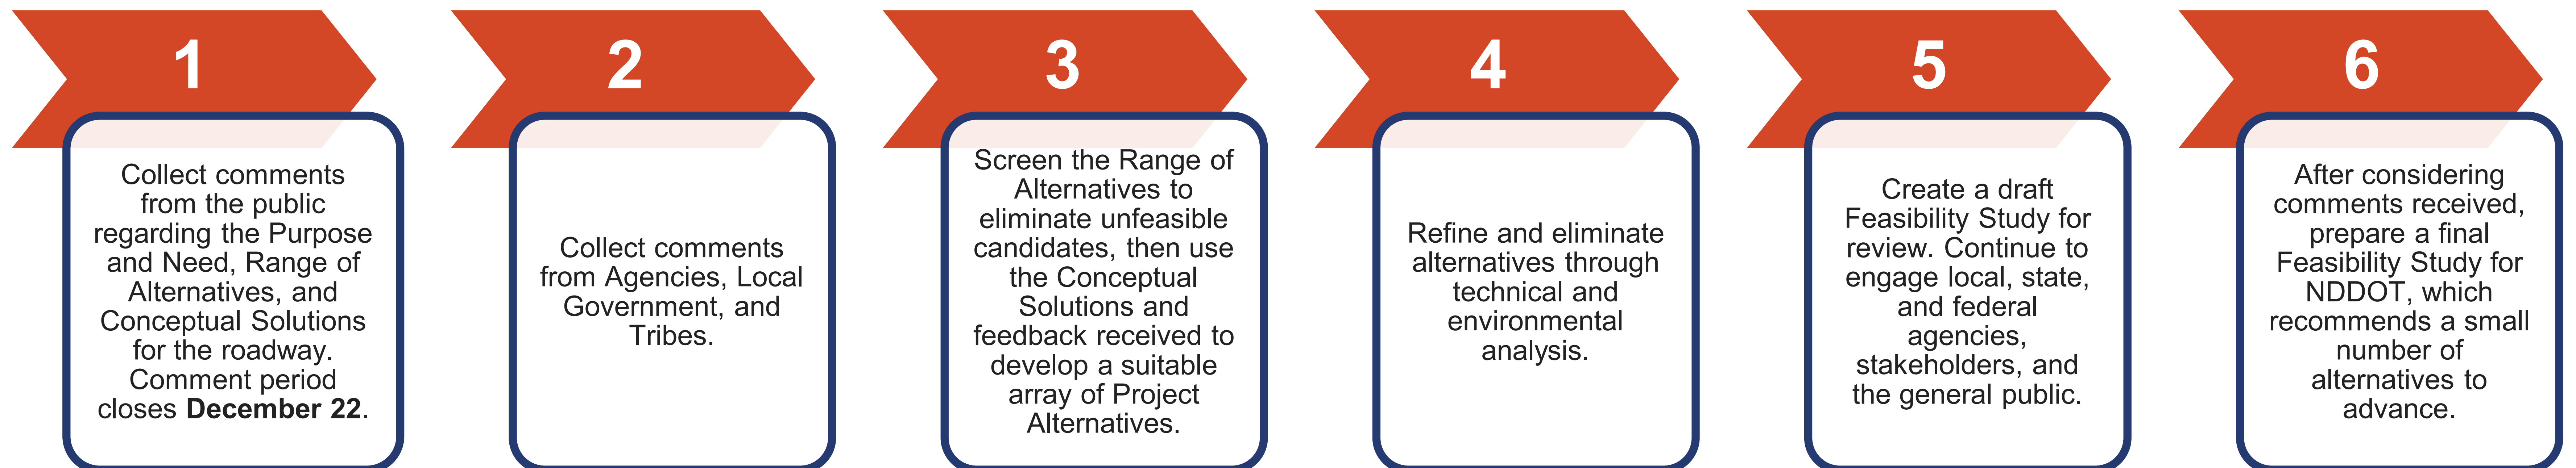 1
Collect comments
from the public
regarding the Purpose
and Need, Range of
Alternatives, and
Conceptual Solutions
for the roadway.
Comment period
closes December 22.
2
Collect comments
from Agencies, Local
Government, and
Tribes.
3
Screen the Range of
Alternatives to
eliminate unfeasible
candidates, then use
the Conceptual
Solutions and
feedback received to
develop a suitable
array of Project
Alternatives.
4
Refine and eliminate
alternatives through
technical and
environmental
analysis.
5
Create a draft
Feasibility Study for
review. Continue to
engage local, state,
and federal
agencies,
stakeholders, and
the general public.
6
After considering
comments received,
prepare a final
Feasibility Study for
NDDOT, which
recommends a small
number of
alternatives to
advance.